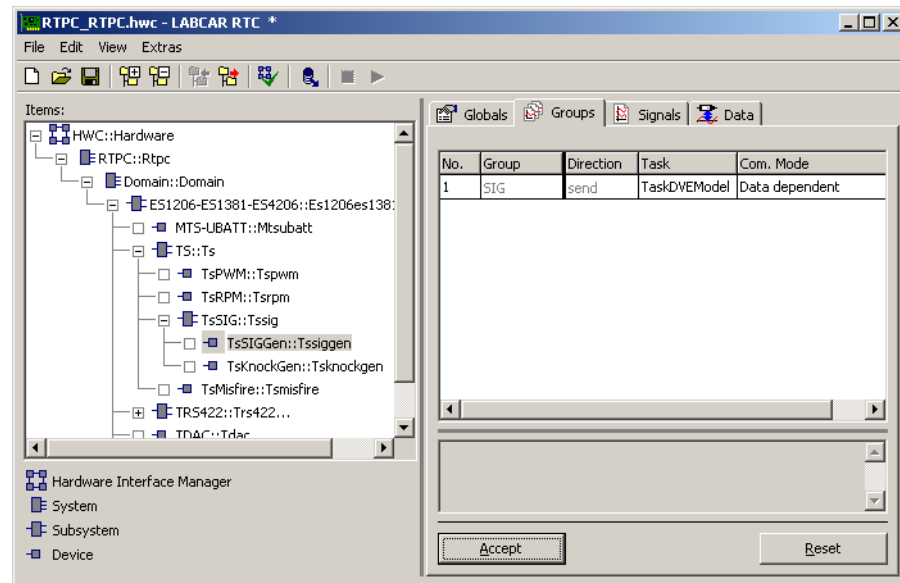 RTPC_RTPC.hwc - LABCAR RTC *
File Edit View Extras
Items:
HWC::Hardware
RTPC::Rtpc
Domain::Domain
ES1206-ES1381-ES4206::Es1206es1381
MTS-UBATT::Mtsubatt
TS::Ts
TsPWM::Tspwm
TsRPM::Tsrpm
TsSIG::Tssig
TsSIGGen::Tssiggen
TsKnockGen::Tsknockgen
TsMisfire::Tsmisfire
TRS422::Trs422...
TDAC::Tdac
Hardware Interface Manager
System
Subsystem
Device
Globals Groups Signals Data
No. Group Direction Task Com. Mode
1 SIG send TaskDVEModel Data dependent
Accept Reset